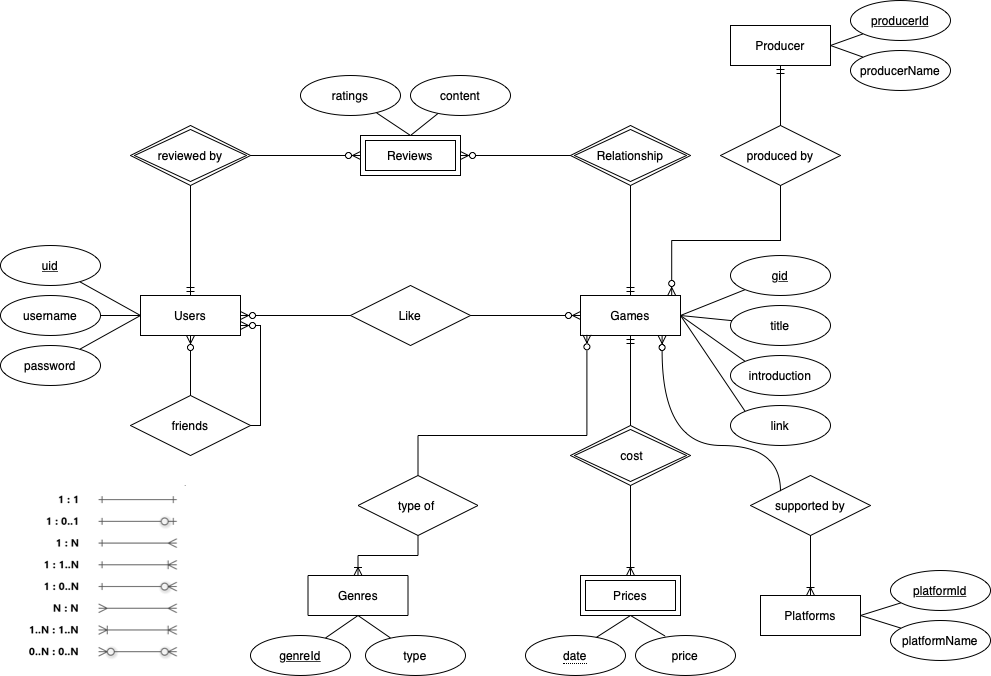 producerId
Producer
producerName
ratings
content
reviewed by
Reviews
Relationship
produced by
uid
gid
username
Users
Like
Games
title
password
introduction
friends
link
cost
type of
supported by
1 : 1
1 : 0..1
1 : N
1 : 1..N
1 : 0..N
N : N
1..N : 1..N
0..N : 0..N
Genres
Prices
Platforms
platformId
platformName
genreId
type
date
price